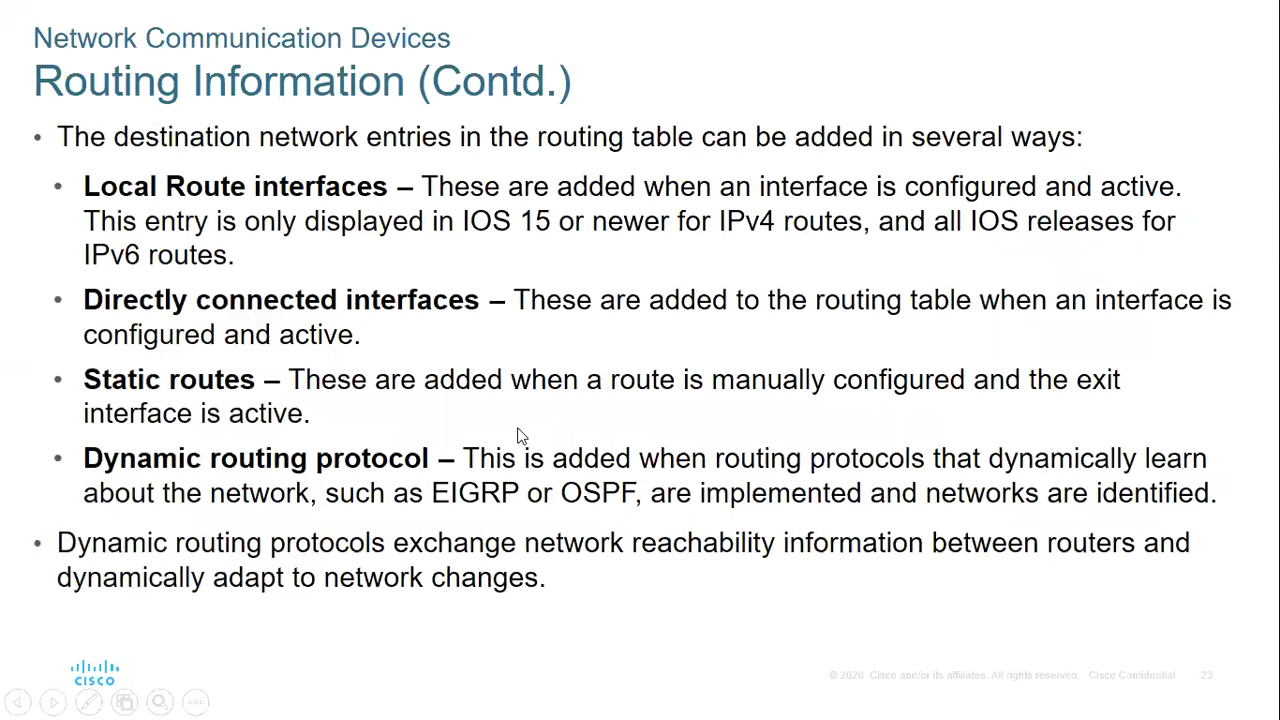 Network Communication Devices
Routing Information (Contd.)
• The destination network entries in the routing table can be added in several ways:
• Local Route interfaces – These are added when an interface is configured and active.
This entry is only displayed in IOS 15 or newer for IPv4 routes, and all IOS releases for
IPv6 routes.
• Directly connected interfaces – These are added to the routing table when an interface is
configured and active.
• Static routes – These are added when a route is manually configured and the exit
interface is active.
• Dynamic routing protocol – This is added when routing protocols that dynamically learn
about the network, such as EIGRP or OSPF, are implemented and networks are identified.
• Dynamic routing protocols exchange network reachability information between routers and
dynamically adapt to network changes.
CISCO
© 2020 Cisco and/or its affiliates. All rights reserved. Cisco Confidential 23